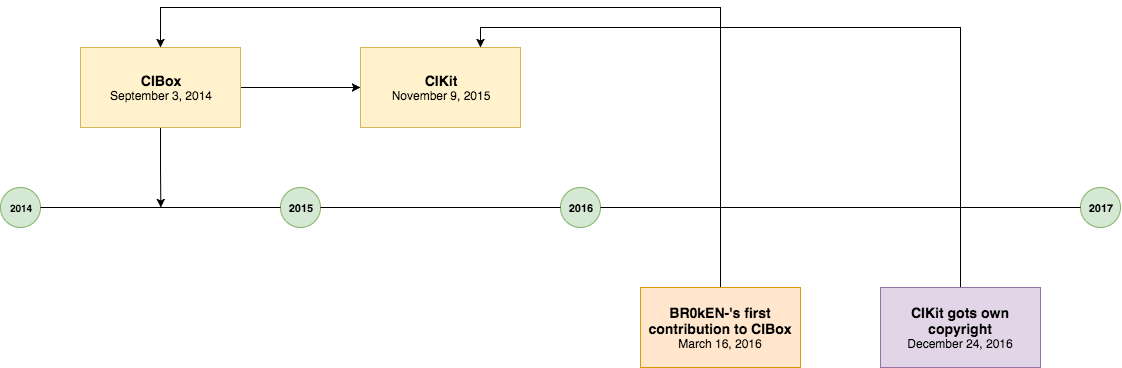 CIBox
September 3, 2014
CIKit
November 9, 2015
2014
2015
2016
2017
BR0kEN-'s first
contribution to CIBox
March 16, 2016
CIKit gots own
copyright
December 24, 2016